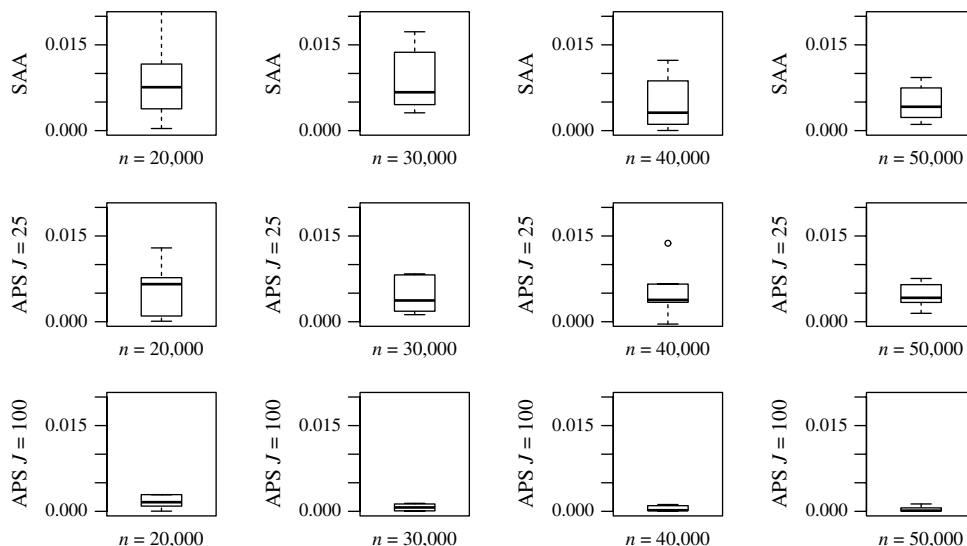 SAA 0.015 0.000 n = 20,000
SAA 0.015 0.000 n = 30,000
SAA 0.015 0.000 n = 40,000
SAA 0.015 0.000 n = 50,000
APS J = 25 0.015 0.000 n = 20,000
APS J = 25 0.015 0.000 n = 30,000
APS J = 25 0.015 0.000 n = 40,000
APS J = 25 0.015 0.000 n = 50,000
APS J = 100 0.015 0.000 n = 20,000
APS J = 100 0.015 0.000 n = 30,000
APS J = 100 0.015 0.000 n = 40,000
APS J = 100 0.015 0.000 n = 50,000